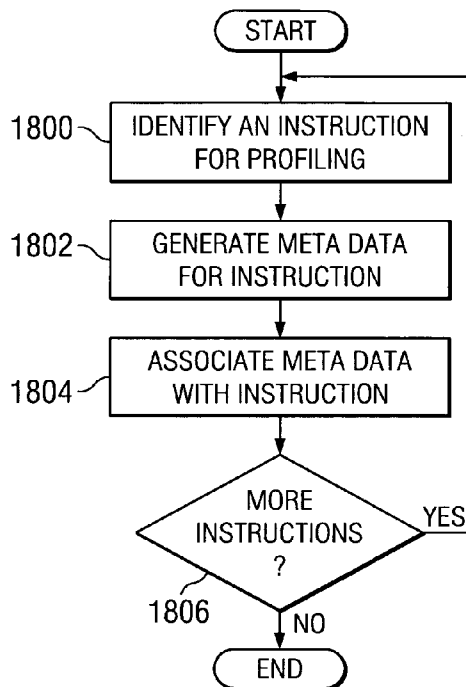 START
1800
IDENTIFY AN INSTRUCTION
FOR PROFILING
1802
GENERATE META DATA
FOR INSTRUCTION
1804
ASSOCIATE META DATA
WITH INSTRUCTION
MORE
INSTRUCTIONS
?
YES
1806
NO
END